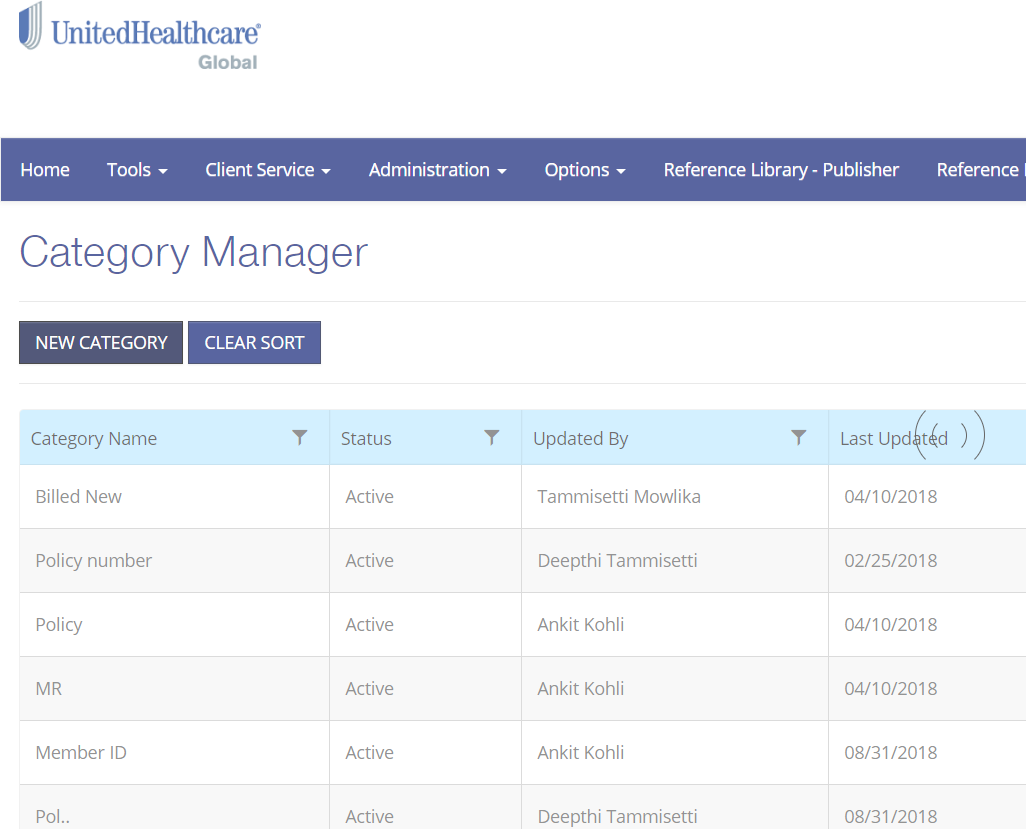 UnitedHealthcare®
Global
Home Tools Client Service Administration Options Reference Library - Publisher Reference
Category Manager
NEW CATEGORY CLEAR SORT
Category Name Status Updated By Last Updated
Billed New Active Tammisetti Mowlika 04/10/2018
Policy number Active Deepthi Tammisetti 02/25/2018
Policy Active Ankit Kohli 04/10/2018
MR Active Ankit Kohli 04/10/2018
Member ID Active Ankit Kohli 08/31/2018
Pol.. Active Deepthi Tammisetti 08/31/2018